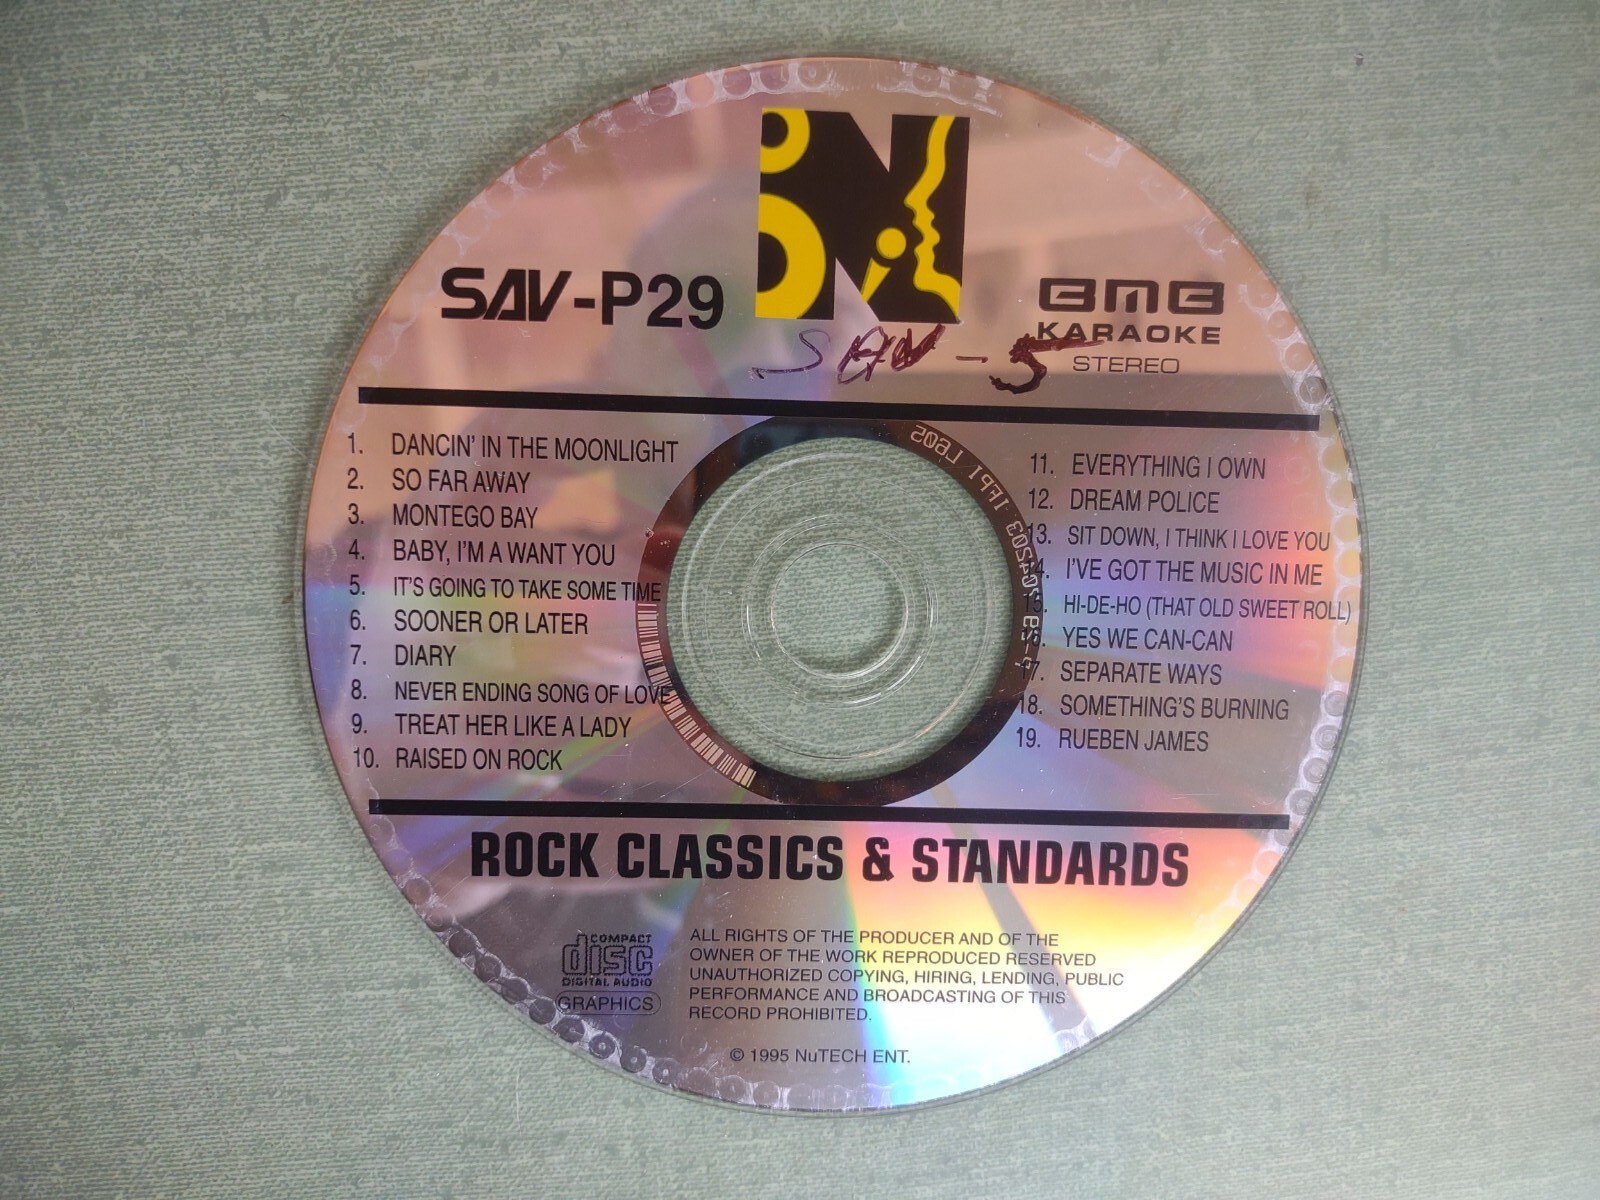 SAV-P29
N
BMB
KARAOKE
STEREO
SAV-5
1. DANCIN' IN THE MOONLIGHT
2. SO FAR AWAY
3. MONTEGO BAY
4. BABY, I'M A WANT YOU
5. IT'S GOING TO TAKE SOME TIME
6. SOONER OR LATER
7. DIARY
8. NEVER ENDING SONG OF LOVE
9. TREAT HER LIKE A LADY
10. RAISED ON ROCK
11. EVERYTHING I OWN
12. DREAM POLICE
13. SIT DOWN, I THINK I LOVE YOU
14. I'VE GOT THE MUSIC IN ME
15. HI-DE-HO (THAT OLD SWEET ROLL)
16. YES WE CAN-CAN
17. SEPARATE WAYS
18. SOMETHING'S BURNING
19. RUEBEN JAMES
ROCK CLASSICS & STANDARDS
COMPACT
disc
DIGITAL AUDIO
GRAPHICS
ALL RIGHTS OF THE PRODUCER AND OF THE
OWNER OF THE WORK REPRODUCED RESERVED
UNAUTHORIZED COPYING, HIRING, LENDING, PUBLIC
PERFORMANCE AND BROADCASTING OF THIS
RECORD PROHIBITED.
© 1995 NuTECH ENT.